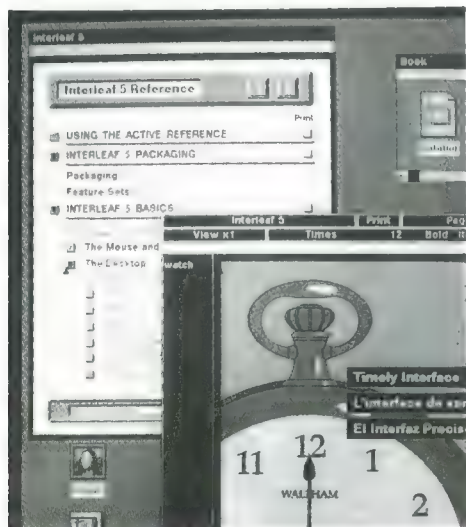 Interleaf 5
Interleaf 5 Reference
Print
USING THE ACTIVE REFERENCE
INTERLEAF 5 PACKAGING
Packaging
Feature Sets
INTERLEAF 5 BASICS
The Mouse and
The Desktop
Book
5
Interleaf 5 Print
View x1 Times 12 Bold
watch
Timely Interface
L'interface de
El Interfaz Precis
11 12 1
WALTHAM
2